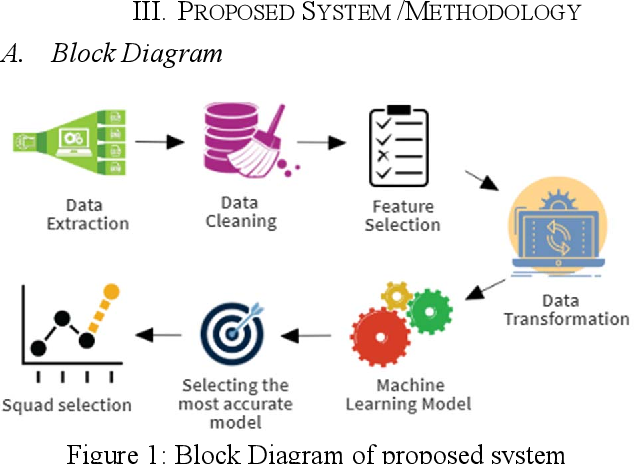 III. PROPOSED SYSTEM /METHODOLOGY
A. Block Diagram
Data
Extraction
Data
Cleaning
Feature
Selection
Data
Transformation
Machine
Learning Model
Selecting the
most accurate
model
Squad selection
Figure 1: Block Diagram of proposed system